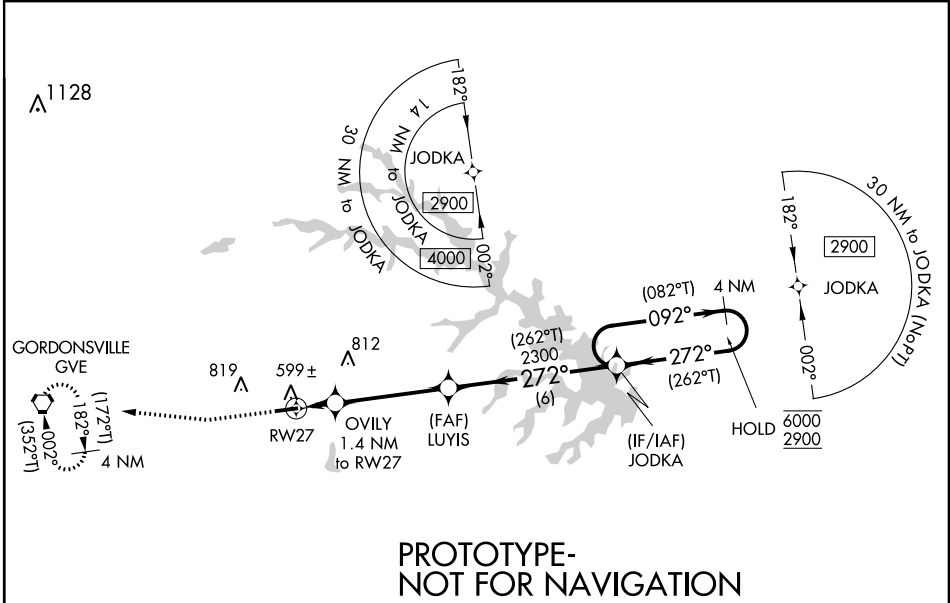 1128
182°
14 NM to JODKA
30 NM to JODKA
JODKA
2900
4000
002°
182°
30 NM to JODKA (NoPT)
2900
JODKA
002°
4 NM
(082°T)
092°
272°
(262°T)
HOLD
6000
2900
(262°T)
2300
272°
(6)
(IF/IAF)
JODKA
(FAF)
LUYIS
812
819
599 ±
OVILY
1.4 NM
to RW27
RW27
GORDONSVILLE
GVE
(172°T)
182°
002°
(352°T)
4 NM
PROTOTYPE-
NOT FOR NAVIGATION